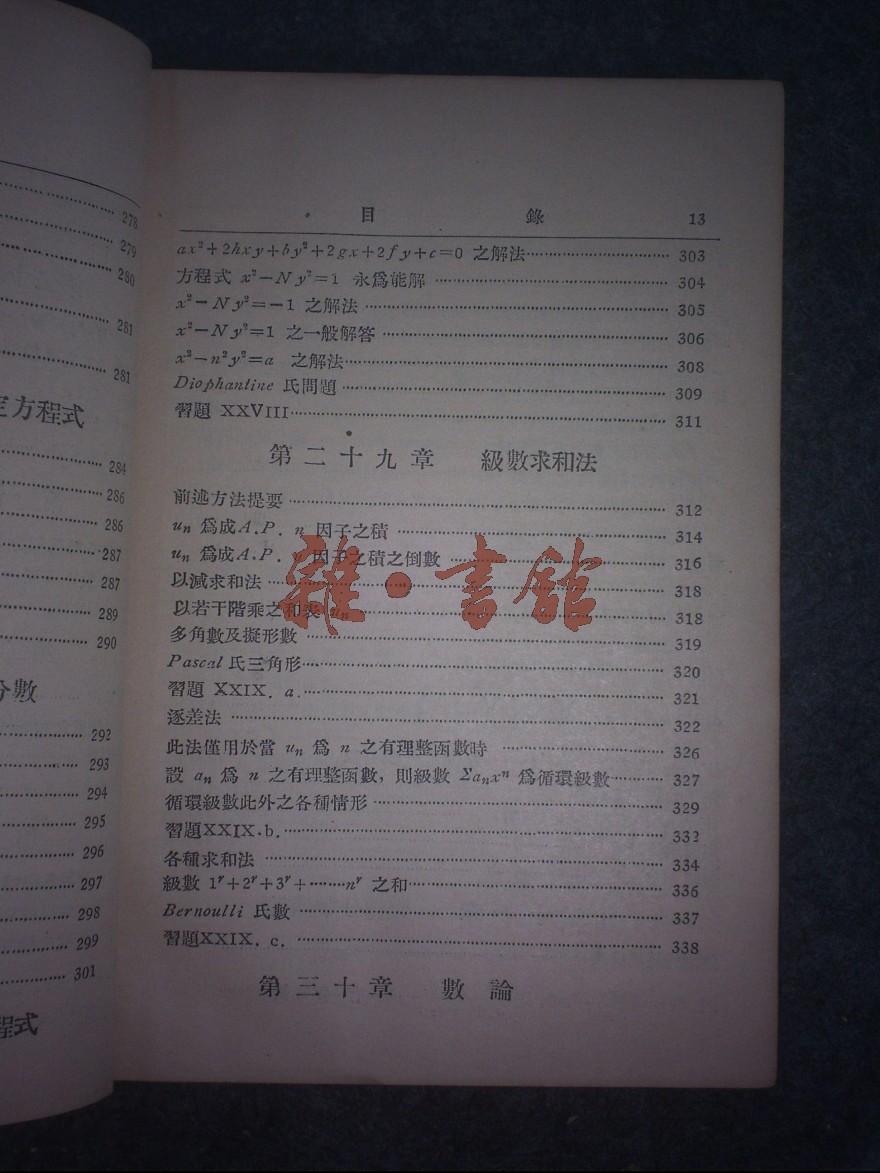 278
279
280
281
281
方程式
284
286
286
287
287
289
290
分數
292
293
294
295
296
297
298
299
301
程式
目錄 13
ax²+2hxy+by²+2gx+2fy+c=0 之解法 303
方程式 x²-Ny²=1 永爲能解 304
x²-Ny²=-1 之解法 305
x²-Ny²=1 之一般解答 306
x²-n²y²=a 之解法 308
Diophantine 氏問題 309
習題 XXVIII 311
第二十九章 級數求和法
前述方法提要 312
uₙ 爲成A.P. n 因子之積 314
uₙ 爲成A.P. n 因子之積之倒數 316
以減求和法 318
以若干階乘之和表 uₙ 318
多角數及擬形數 319
Pascal 氏三角形 320
習題 XXIX. a. 321
逐差法 322
此法僅用於當 uₙ 爲 n 之有理整函數時 326
設 aₙ 爲 n 之有理整函數，則級數 Σaₙxⁿ 爲循環級數 327
循環級數此外之各種情形 329
習題XXIX.b. 332
各種求和法 334
級數 1ʳ+2ʳ+3ʳ+……nʳ 之和 336
Bernoulli 氏數 337
習題XXIX. c. 338
第三十章 數論
雜·書館